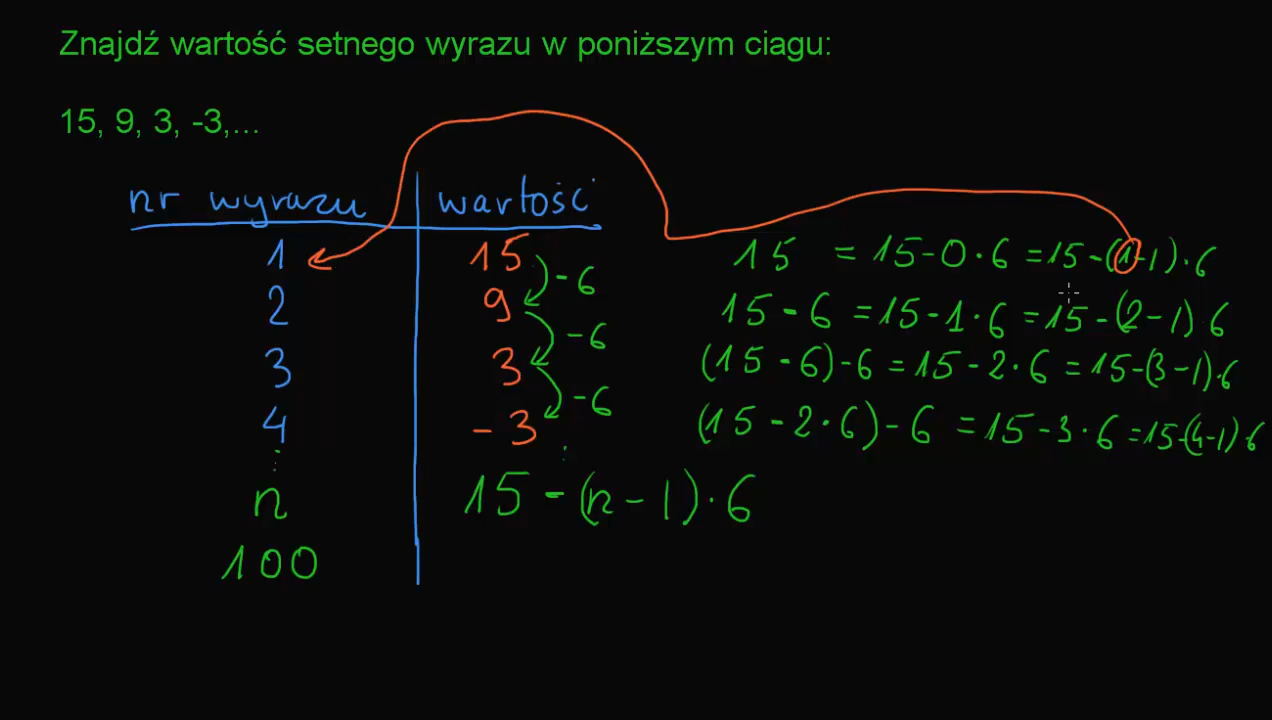 Znajdź wartość setnego wyrazu w poniższym ciagu:
15, 9, 3, -3,...
nr wyrazu wartość
1 15 15 = 15-0·6 = 15-(1-1)·6
-6
2 9 15-6 = 15-1·6 = 15-(2-1)·6
-6
3 3 (15-6)-6 = 15-2·6 = 15-(3-1)·6
-6
4 -3 (15-2·6)-6 = 15-3·6 = 15-(4-1)·6
⋮ ⋮
n 15-(n-1)·6
100